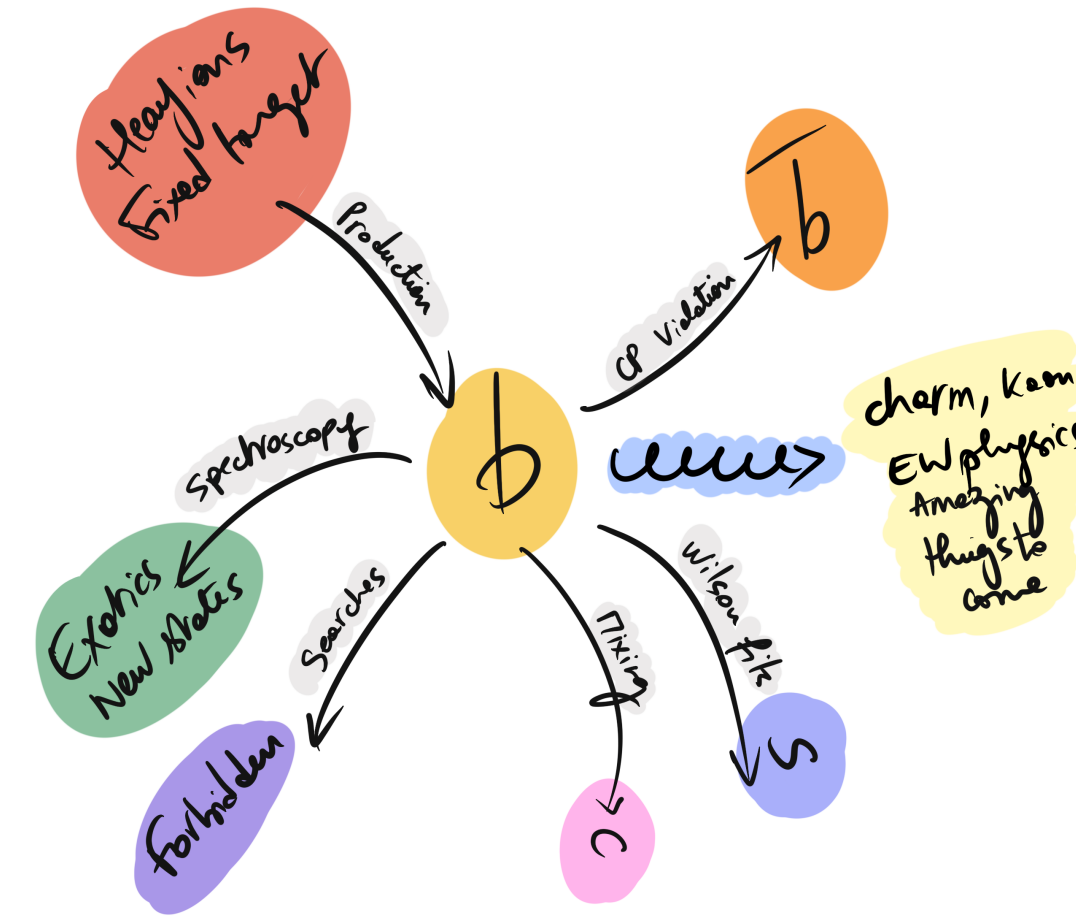 Heavy ions
Fixed target
Production
b̅
CP Violation
b
charm, kaon
EW physics
Amazing
things to
come
Spectroscopy
Exotics
New states
Searches
Forbidden
Mixing
c
Wilson fits
s